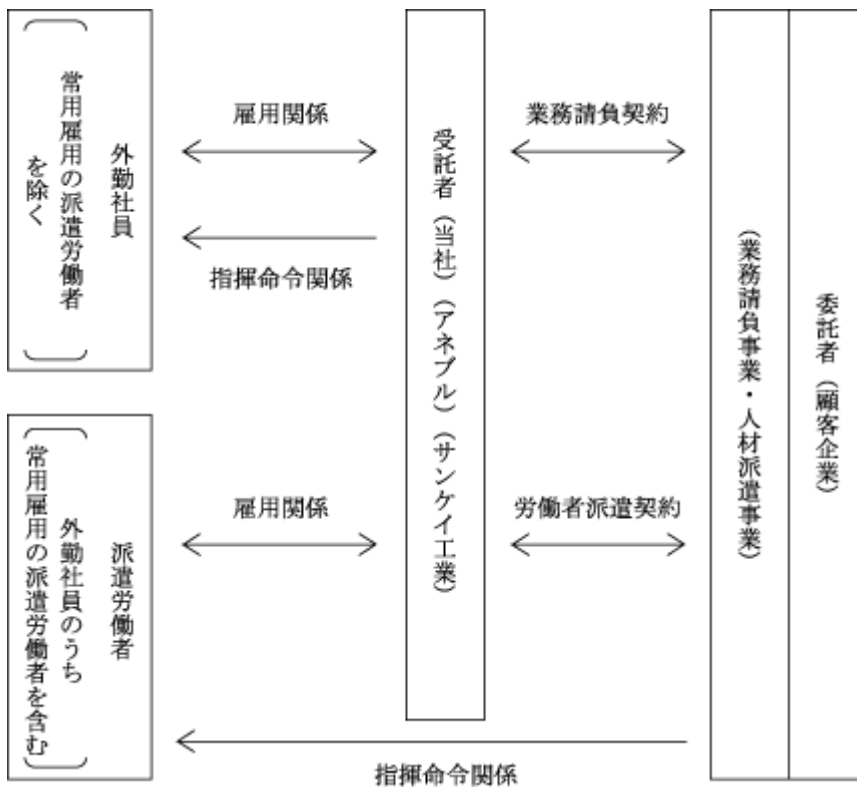 外勤社員
常用雇用の派遣労働者
を除く
雇用関係
指揮命令関係
受託者(当社)(アネブル)(サンケイ工業)
業務請負契約
委託者(顧客企業)
(業務請負事業・人材派遣事業)
派遣労働者
外勤社員のうち
常用雇用の派遣労働者を含む
雇用関係
労働者派遣契約
指揮命令関係